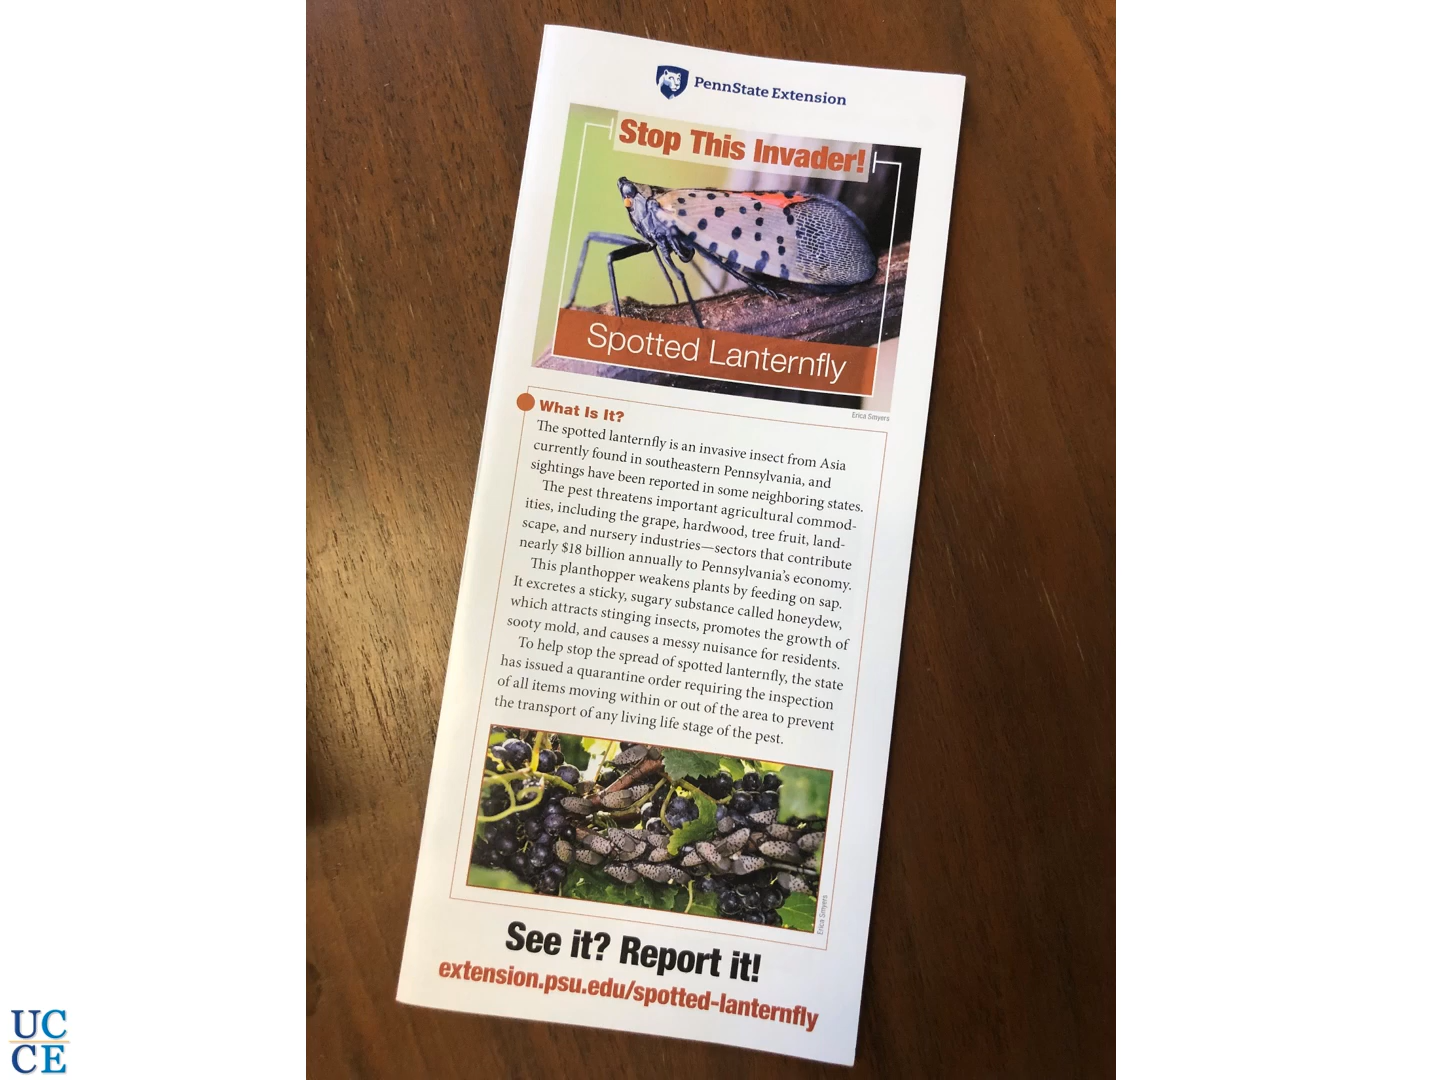 PennState Extension
Stop This Invader!
Spotted Lanternfly
Erica Smyers
What Is It?
The spotted lanternfly is an invasive insect from Asia
currently found in southeastern Pennsylvania, and
sightings have been reported in some neighboring states.
The pest threatens important agricultural commod-
ities, including the grape, hardwood, tree fruit, land-
scape, and nursery industries—sectors that contribute
nearly $18 billion annually to Pennsylvania's economy.
This planthopper weakens plants by feeding on sap.
It excretes a sticky, sugary substance called honeydew,
which attracts stinging insects, promotes the growth of
sooty mold, and causes a messy nuisance for residents.
To help stop the spread of spotted lanternfly, the state
has issued a quarantine order requiring the inspection
of all items moving within or out of the area to prevent
the transport of any living life stage of the pest.
Erica Smyers
See it? Report it!
extension.psu.edu/spotted-lanternfly
UC
CE